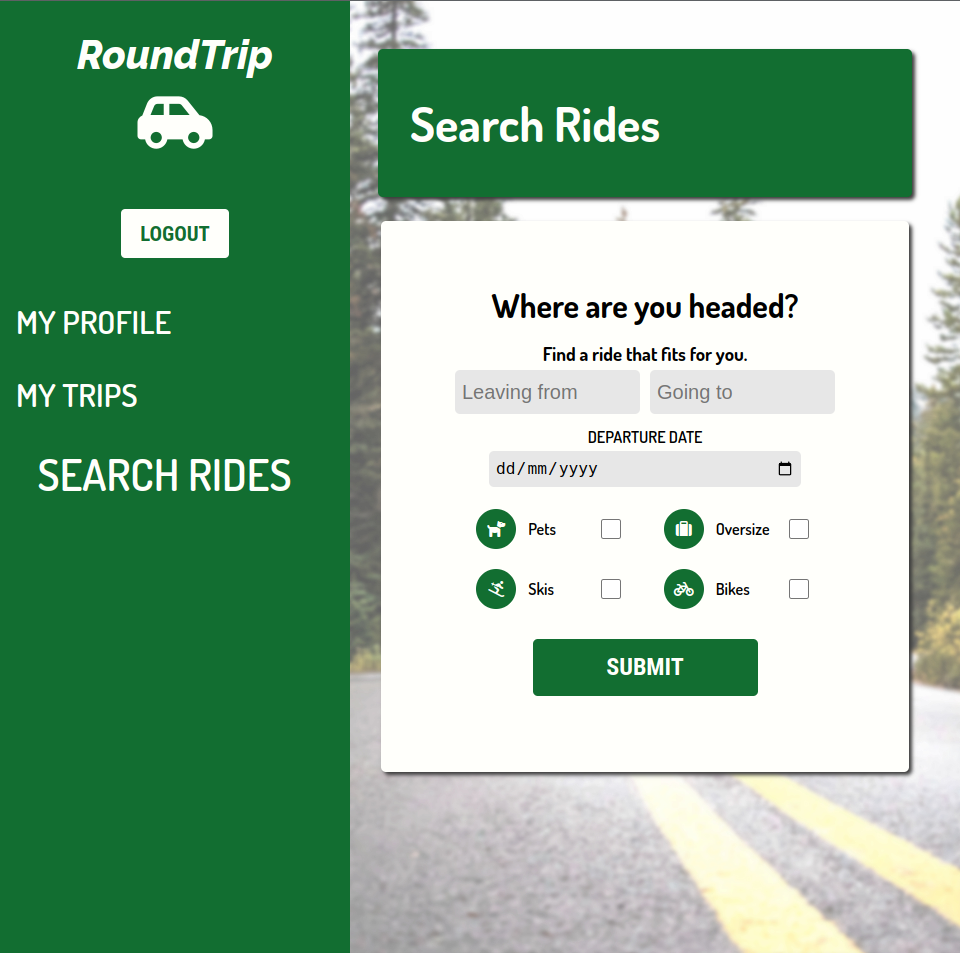 RoundTrip
LOGOUT
MY PROFILE
MY TRIPS
SEARCH RIDES
Search Rides
Where are you headed?
Find a ride that fits for you.
Leaving from Going to
DEPARTURE DATE
dd/mm/yyyy
Pets Oversize
Skis Bikes
SUBMIT